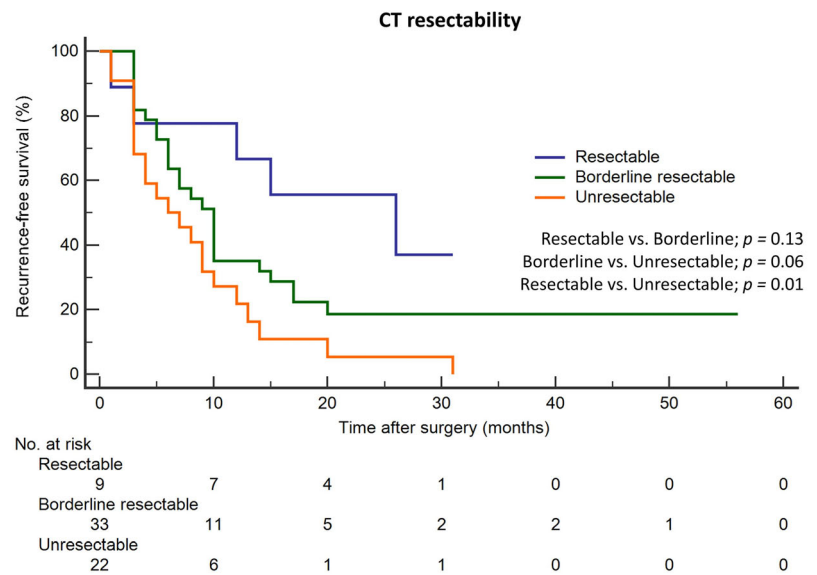 CT resectability
100
80
60
40
20
0
Recurrence-free survival (%)
Resectable
Borderline resectable
Unresectable
Resectable vs. Borderline; p = 0.13
Borderline vs. Unresectable; p = 0.06
Resectable vs. Unresectable; p = 0.01
0 10 20 30 40 50 60
Time after surgery (months)
No. at risk
Resectable
9 7 4 1 0 0 0
Borderline resectable
33 11 5 2 2 1 0
Unresectable
22 6 1 1 0 0 0